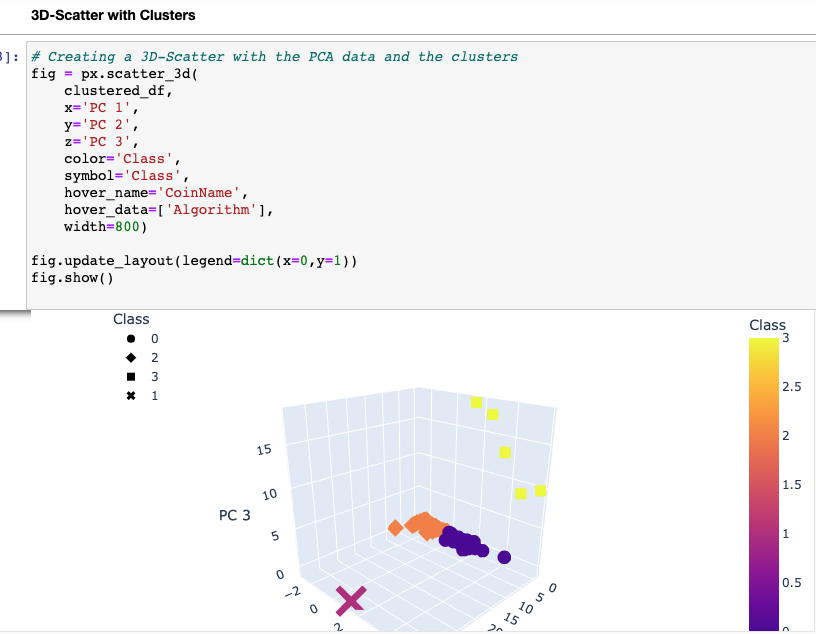 3D-Scatter with Clusters
]: # Creating a 3D-Scatter with the PCA data and the clusters
fig = px.scatter_3d(
clustered_df,
x='PC 1',
y='PC 2',
z='PC 3',
color='Class',
symbol='Class',
hover_name='CoinName',
hover_data=['Algorithm'],
width=800)
fig.update_layout(legend=dict(x=0,y=1))
fig.show()
Class
0
2
3
1
Class
3
2.5
2
1.5
1
0.5
0
PC 3
15
10
5
0
−2
0
2
20
15
10
5
0